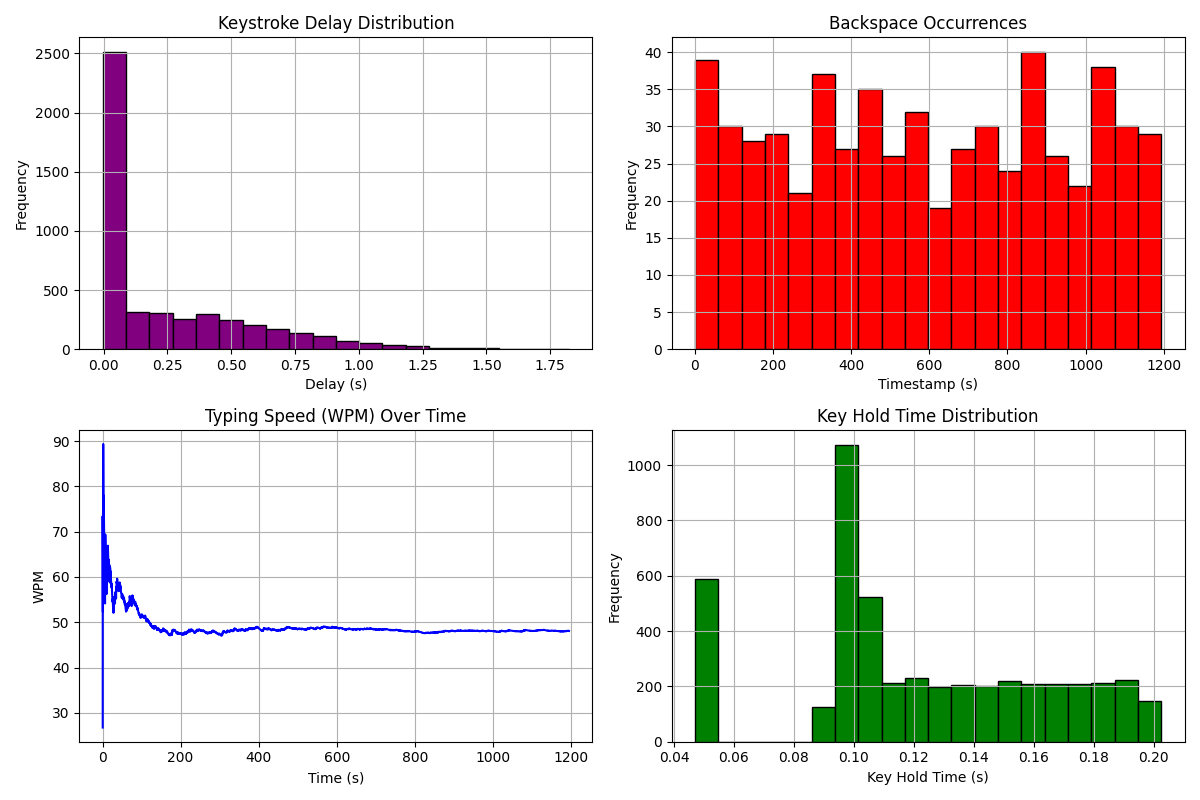 Keystroke Delay Distribution
Frequency
2500
2000
1500
1000
500
0
0.00 0.25 0.50 0.75 1.00 1.25 1.50 1.75
Delay (s)
Backspace Occurrences
Frequency
40
35
30
25
20
15
10
5
0
0 200 400 600 800 1000 1200
Timestamp (s)
Typing Speed (WPM) Over Time
WPM
90
80
70
60
50
40
30
0 200 400 600 800 1000 1200
Time (s)
Key Hold Time Distribution
Frequency
1000
800
600
400
200
0
0.04 0.06 0.08 0.10 0.12 0.14 0.16 0.18 0.20
Key Hold Time (s)